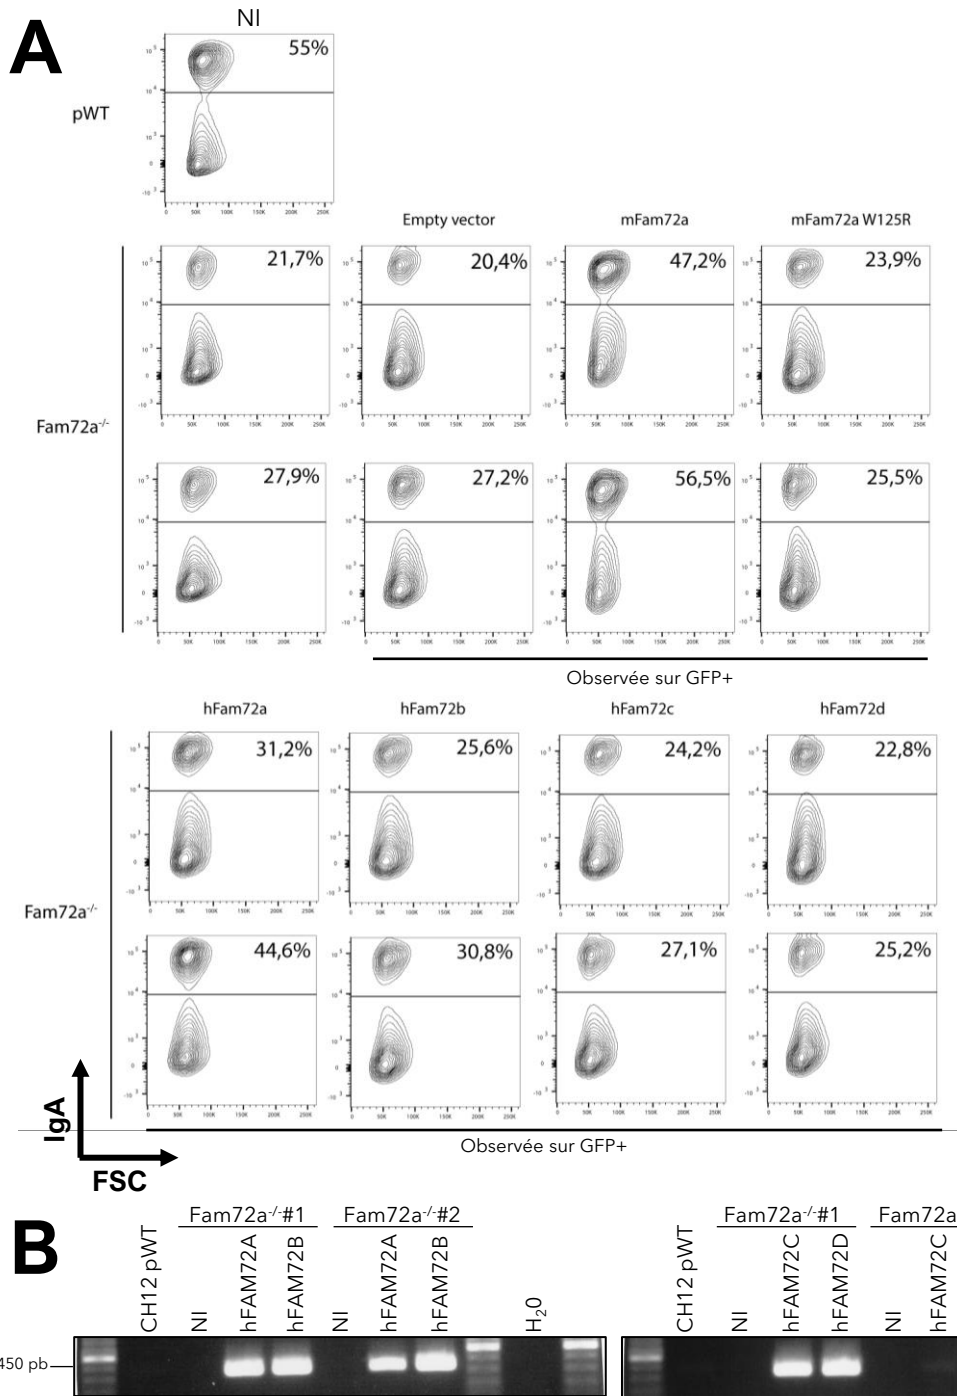 A
NI
pWT
55%
Empty vector
mFam72a
mFam72a W125R
Fam72a-/-
21,7%
20,4%
47,2%
23,9%
27,9%
27,2%
56,5%
25,5%
Observée sur GFP+
hFam72a
hFam72b
hFam72c
hFam72d
Fam72a-/-
31,2%
25,6%
24,2%
22,8%
44,6%
30,8%
27,1%
25,2%
IgA
FSC
Observée sur GFP+
B
Fam72a-/-#1
Fam72a-/-#2
Fam72a-/-#1
Fam72a
CH12 pWT
NI
hFAM72A
hFAM72B
NI
hFAM72A
hFAM72B
H20
CH12 pWT
NI
hFAM72C
hFAM72D
NI
hFAM72C
450 pb